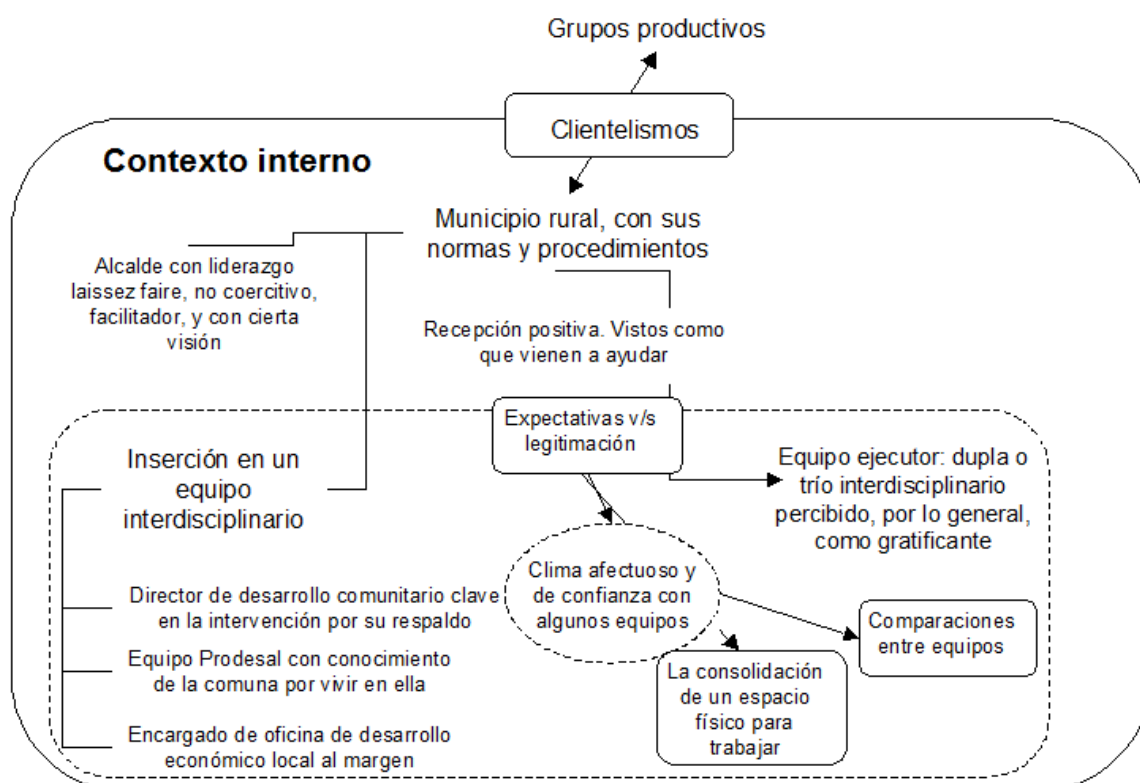 Grupos productivos
Clientelismos
Contexto interno
Municipio rural, con sus
normas y procedimientos
Alcalde con liderazgo
laissez faire, no coercitivo,
facilitador, y con cierta
visión
Recepción positiva. Vistos como
que vienen a ayudar
Expectativas v/s
legitimación
Inserción en un
equipo
interdisciplinario
Equipo ejecutor: dupla o
trío interdisciplinario
percibido, por lo general,
como gratificante
Clima afectuoso y
de confianza con
algunos equipos
Director de desarrollo comunitario clave
en la intervención por su respaldo
Comparaciones
entre equipos
Equipo Prodesal con conocimiento
de la comuna por vivir en ella
La consolidación
de un espacio
físico para
trabajar
Encargado de oficina de desarrollo
económico local al margen